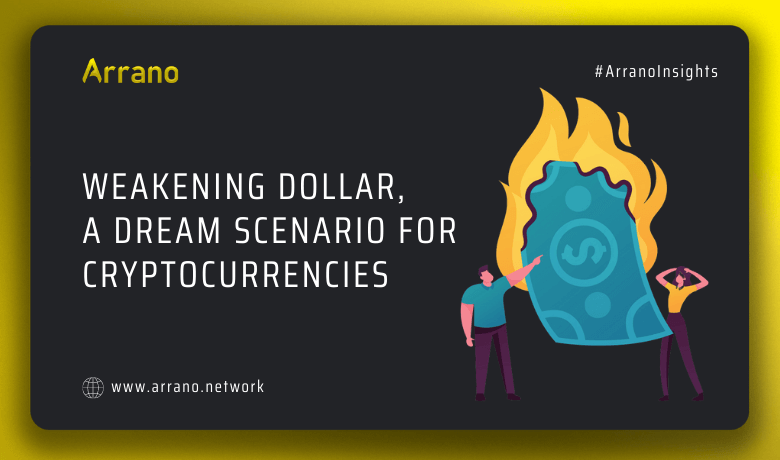 Arrano
#ArranoInsights
WEAKENING DOLLAR,
A DREAM SCENARIO FOR
CRYPTOCURRENCIES
$
www.arrano.network